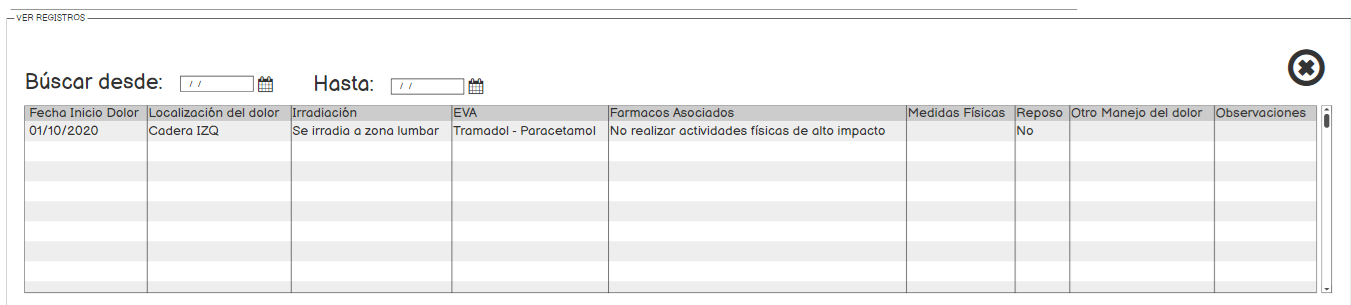 VER REGISTROS
Búscar desde: / / Hasta: / /
Fecha Inicio Dolor Localización del dolor Irradiación EVA Farmacos Asociados Medidas Físicas Reposo Otro Manejo del dolor Observaciones
01/10/2020 Cadera IZQ Se irradia a zona lumbar Tramadol - Paracetamol No realizar actividades físicas de alto impacto No